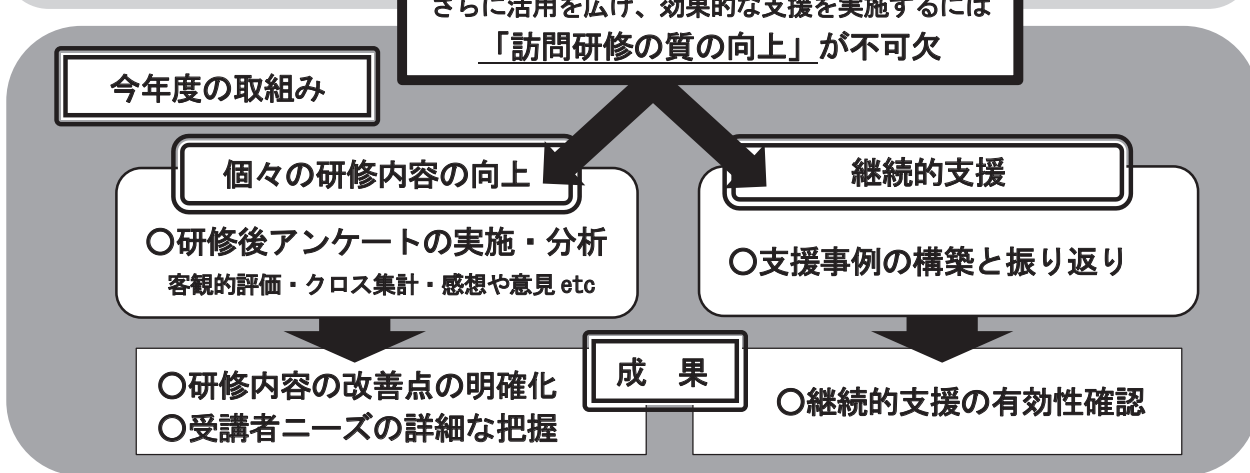 さらに活用を広げ、効果的な支援を実施するには
「訪問研修の質の向上」が不可欠
今年度の取組み
個々の研修内容の向上
○研修後アンケートの実施・分析
客観的評価・クロス集計・感想や意見 etc
継続的支援
○支援事例の構築と振り返り
成　果
○研修内容の改善点の明確化
○受講者ニーズの詳細な把握
○継続的支援の有効性確認